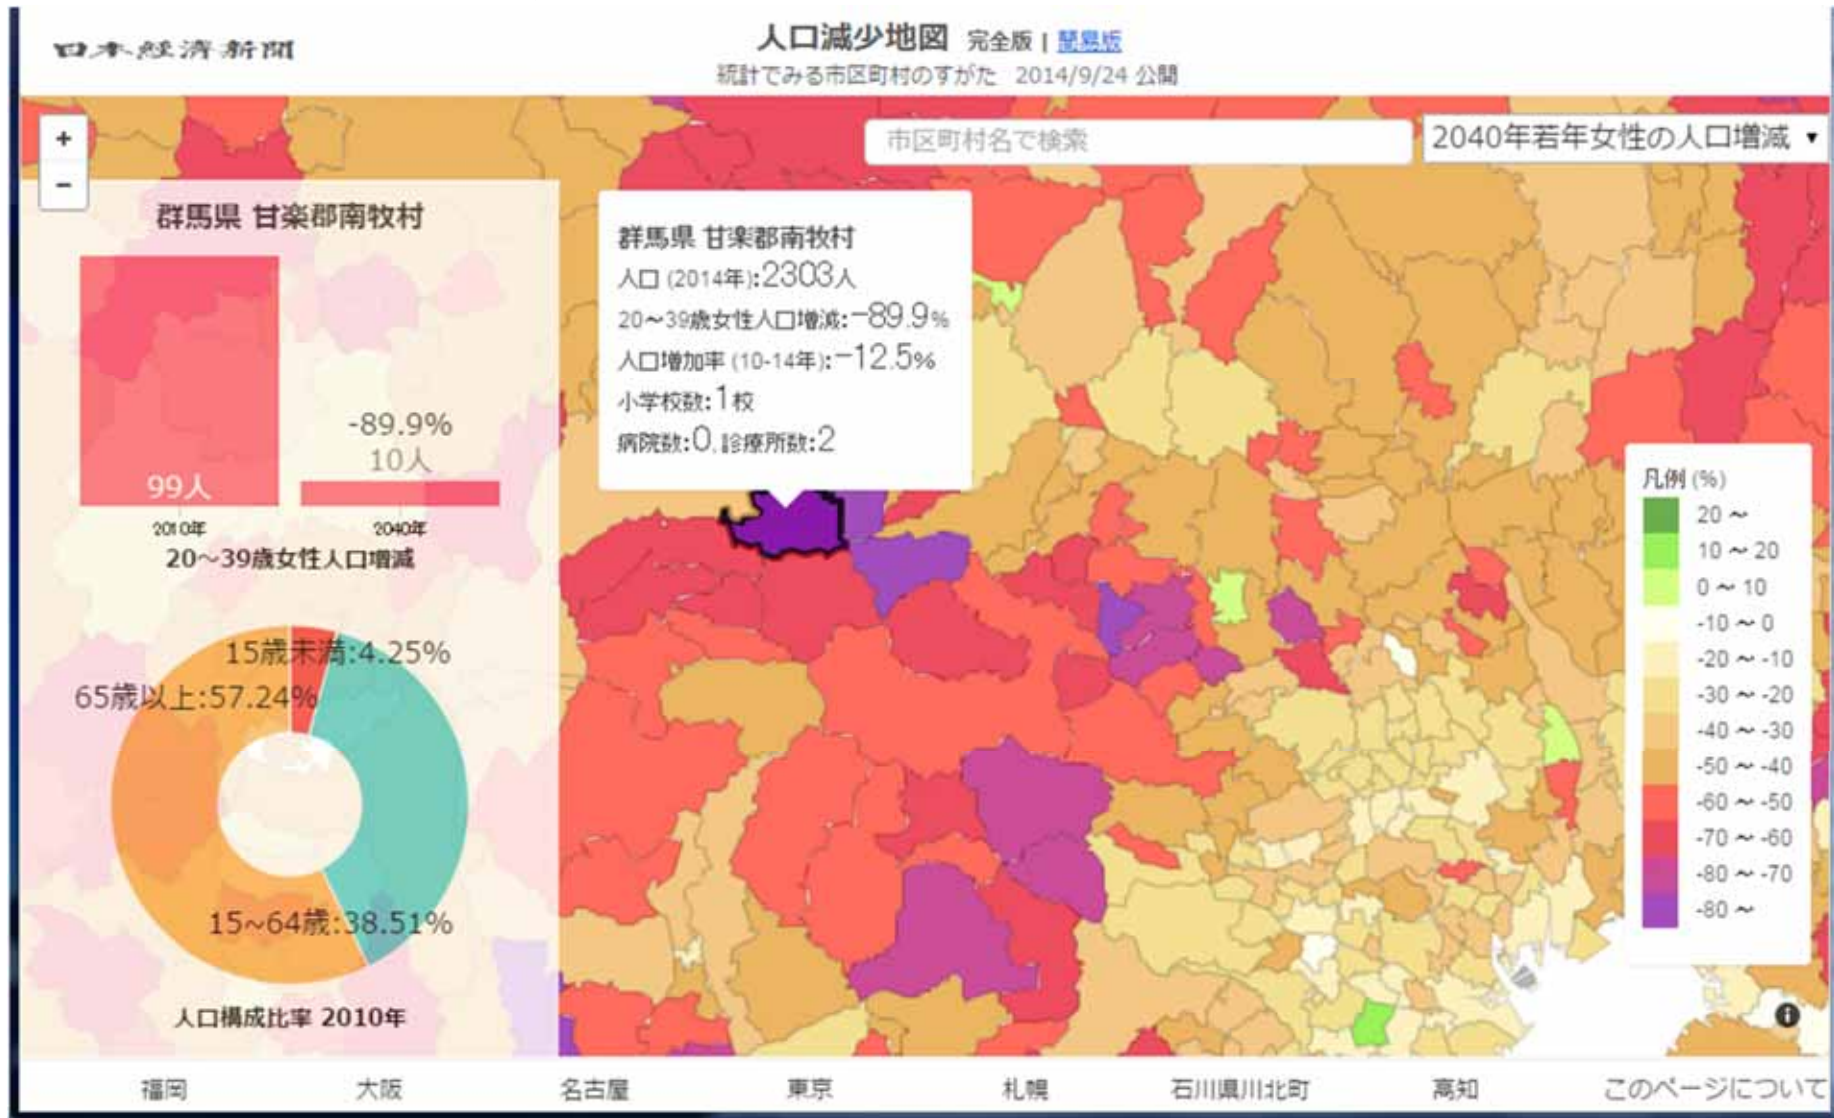 日本経済新聞
人口減少地図 完全版 | 簡易版
統計でみる市区町村のすがた 2014/9/24 公開
+
−
市区町村名で検索
2040年若年女性の人口増減 ▼
群馬県 甘楽郡南牧村
99人
-89.9%
10人
2010年
2040年
20〜39歳女性人口増減
15歳未満:4.25%
65歳以上:57.24%
15~64歳:38.51%
人口構成比率 2010年
群馬県 甘楽郡南牧村
人口 (2014年):2303人
20〜39歳女性人口増減:−89.9%
人口増加率 (10-14年):−12.5%
小学校数:1校
病院数:0, 診療所数:2
凡例 (%)
20 〜
10 〜 20
0 〜 10
-10 〜 0
-20 〜 -10
-30 〜 -20
-40 〜 -30
-50 〜 -40
-60 〜 -50
-70 〜 -60
-80 〜 -70
-80 〜
i
福岡 大阪 名古屋 東京 札幌 石川県川北町 高知 このページについて